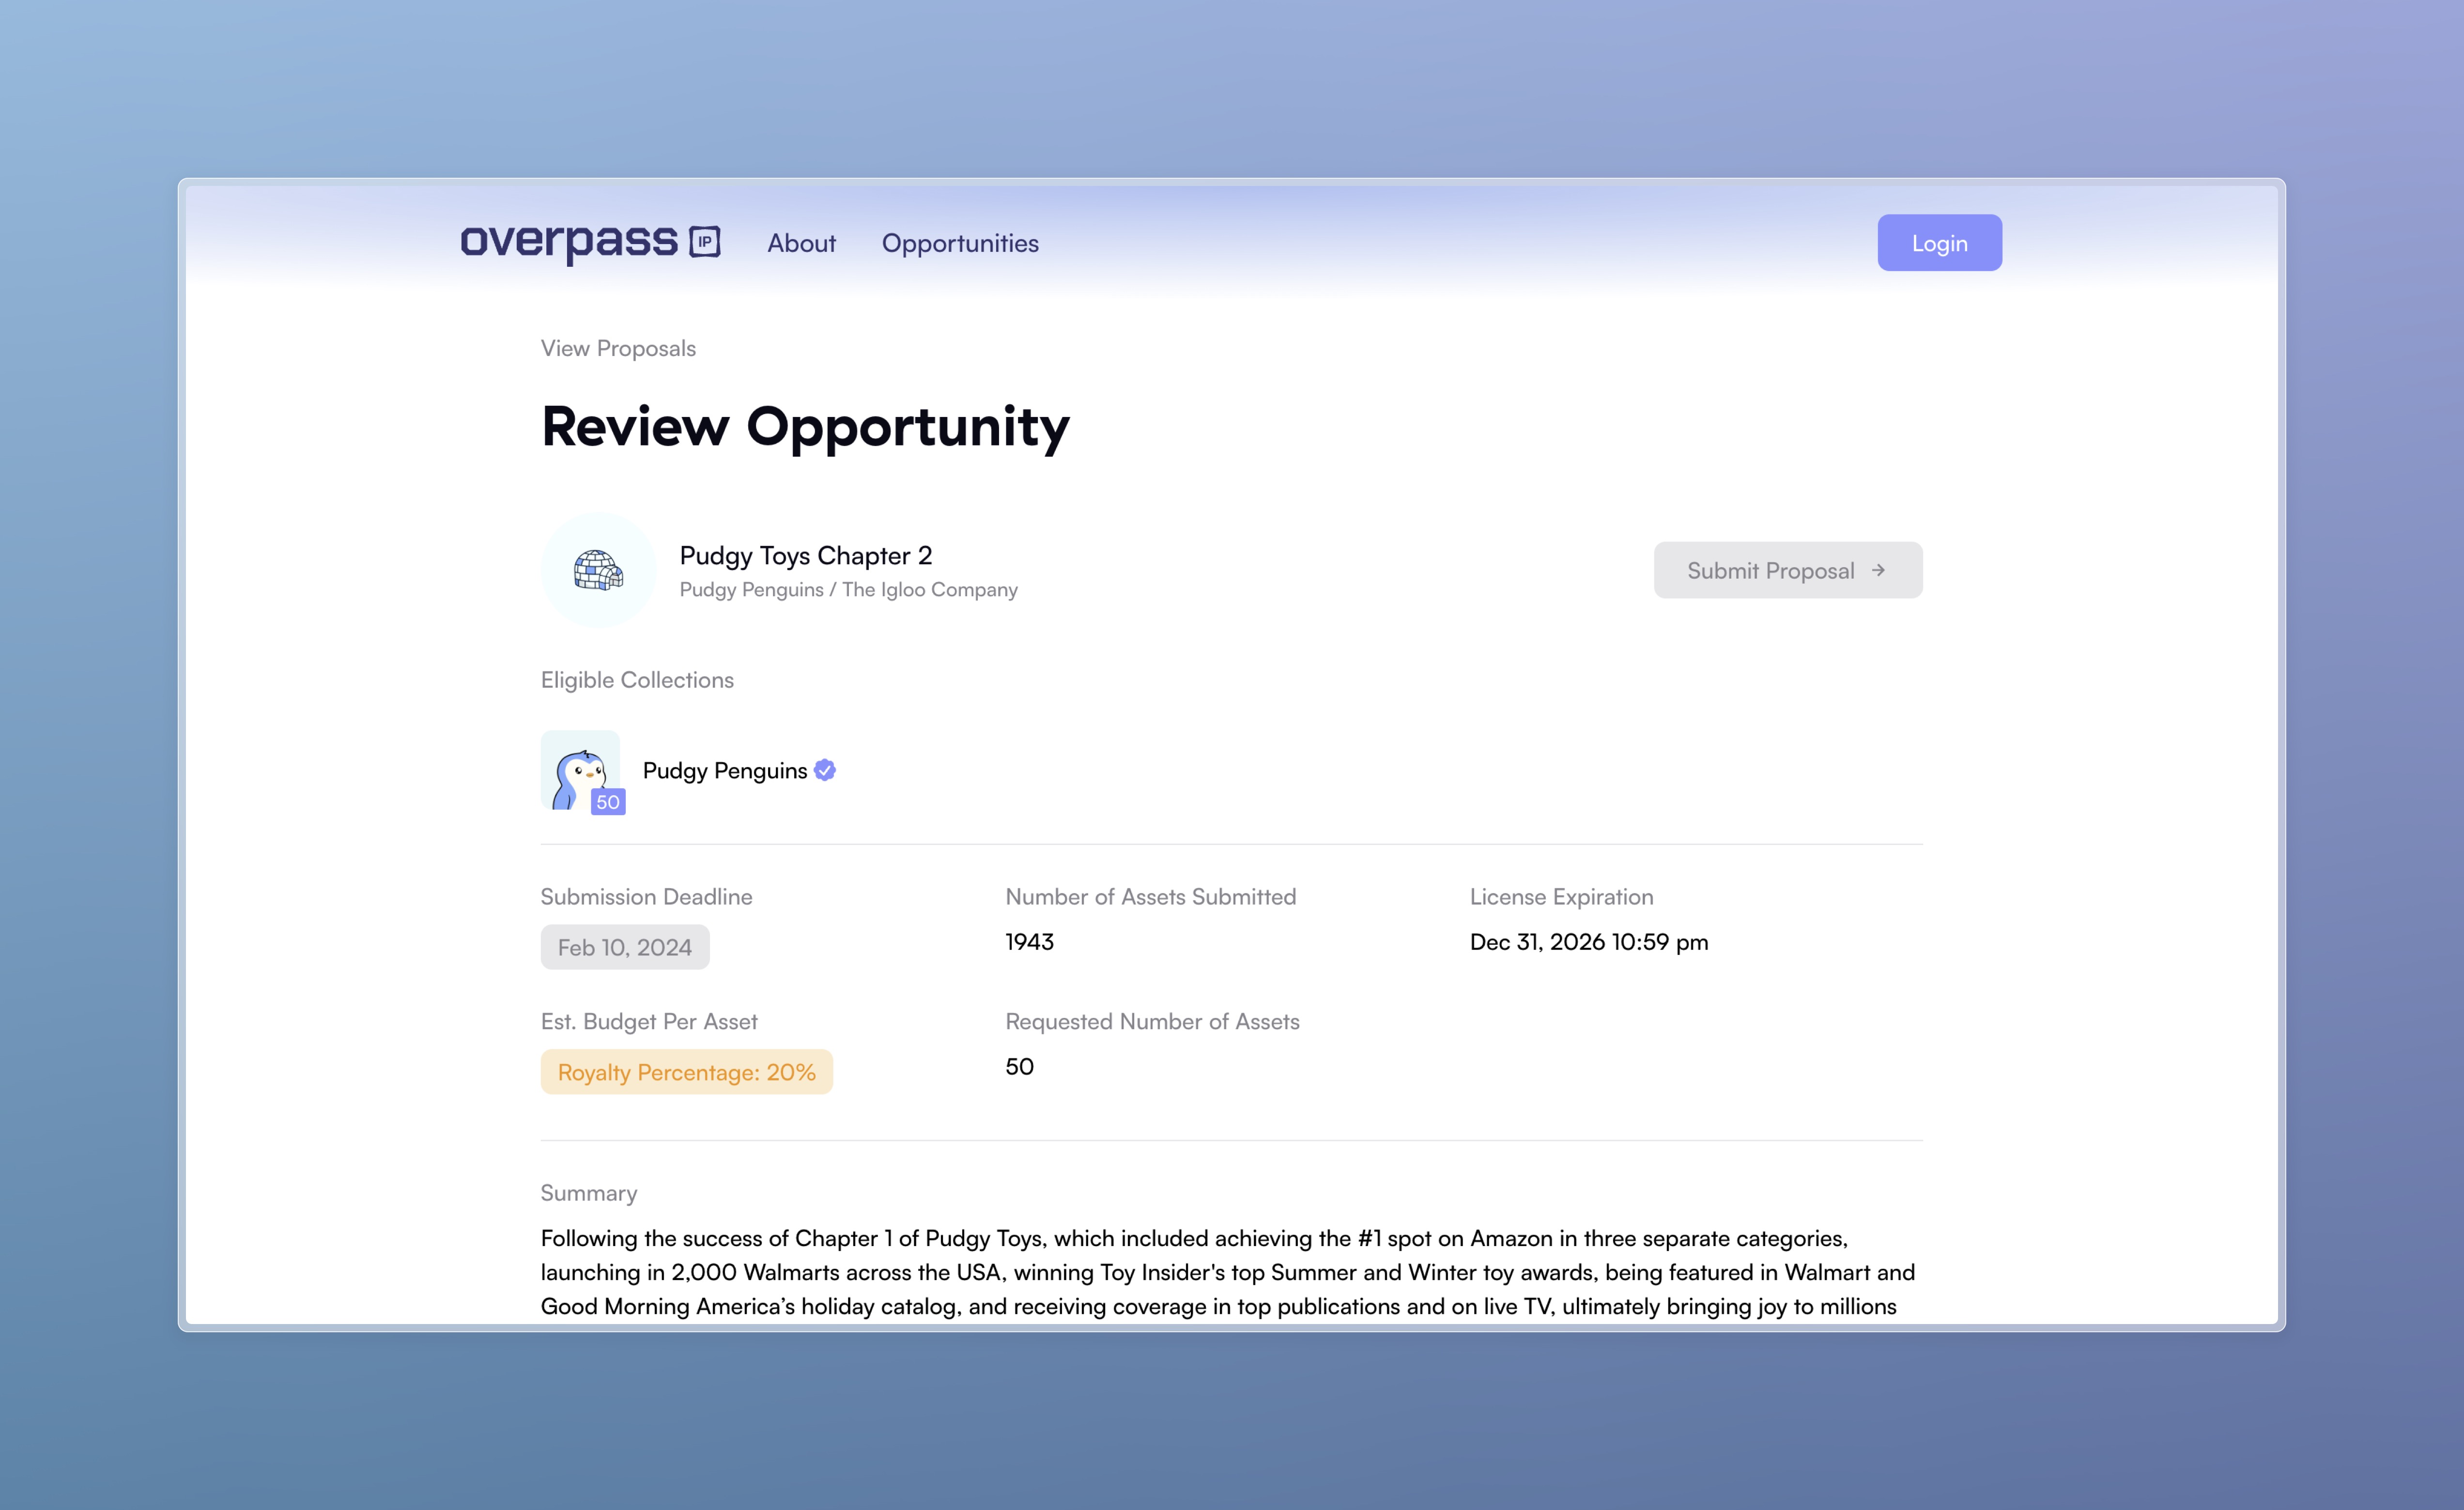 overpass IP About Opportunities Login
View Proposals
Review Opportunity
Pudgy Toys Chapter 2
Pudgy Penguins / The Igloo Company
Submit Proposal →
Eligible Collections
Pudgy Penguins
50
Submission Deadline
Feb 10, 2024
Number of Assets Submitted
1943
License Expiration
Dec 31, 2026 10:59 pm
Est. Budget Per Asset
Royalty Percentage: 20%
Requested Number of Assets
50
Summary
Following the success of Chapter 1 of Pudgy Toys, which included achieving the #1 spot on Amazon in three separate categories,
launching in 2,000 Walmarts across the USA, winning Toy Insider's top Summer and Winter toy awards, being featured in Walmart and
Good Morning America’s holiday catalog, and receiving coverage in top publications and on live TV, ultimately bringing joy to millions